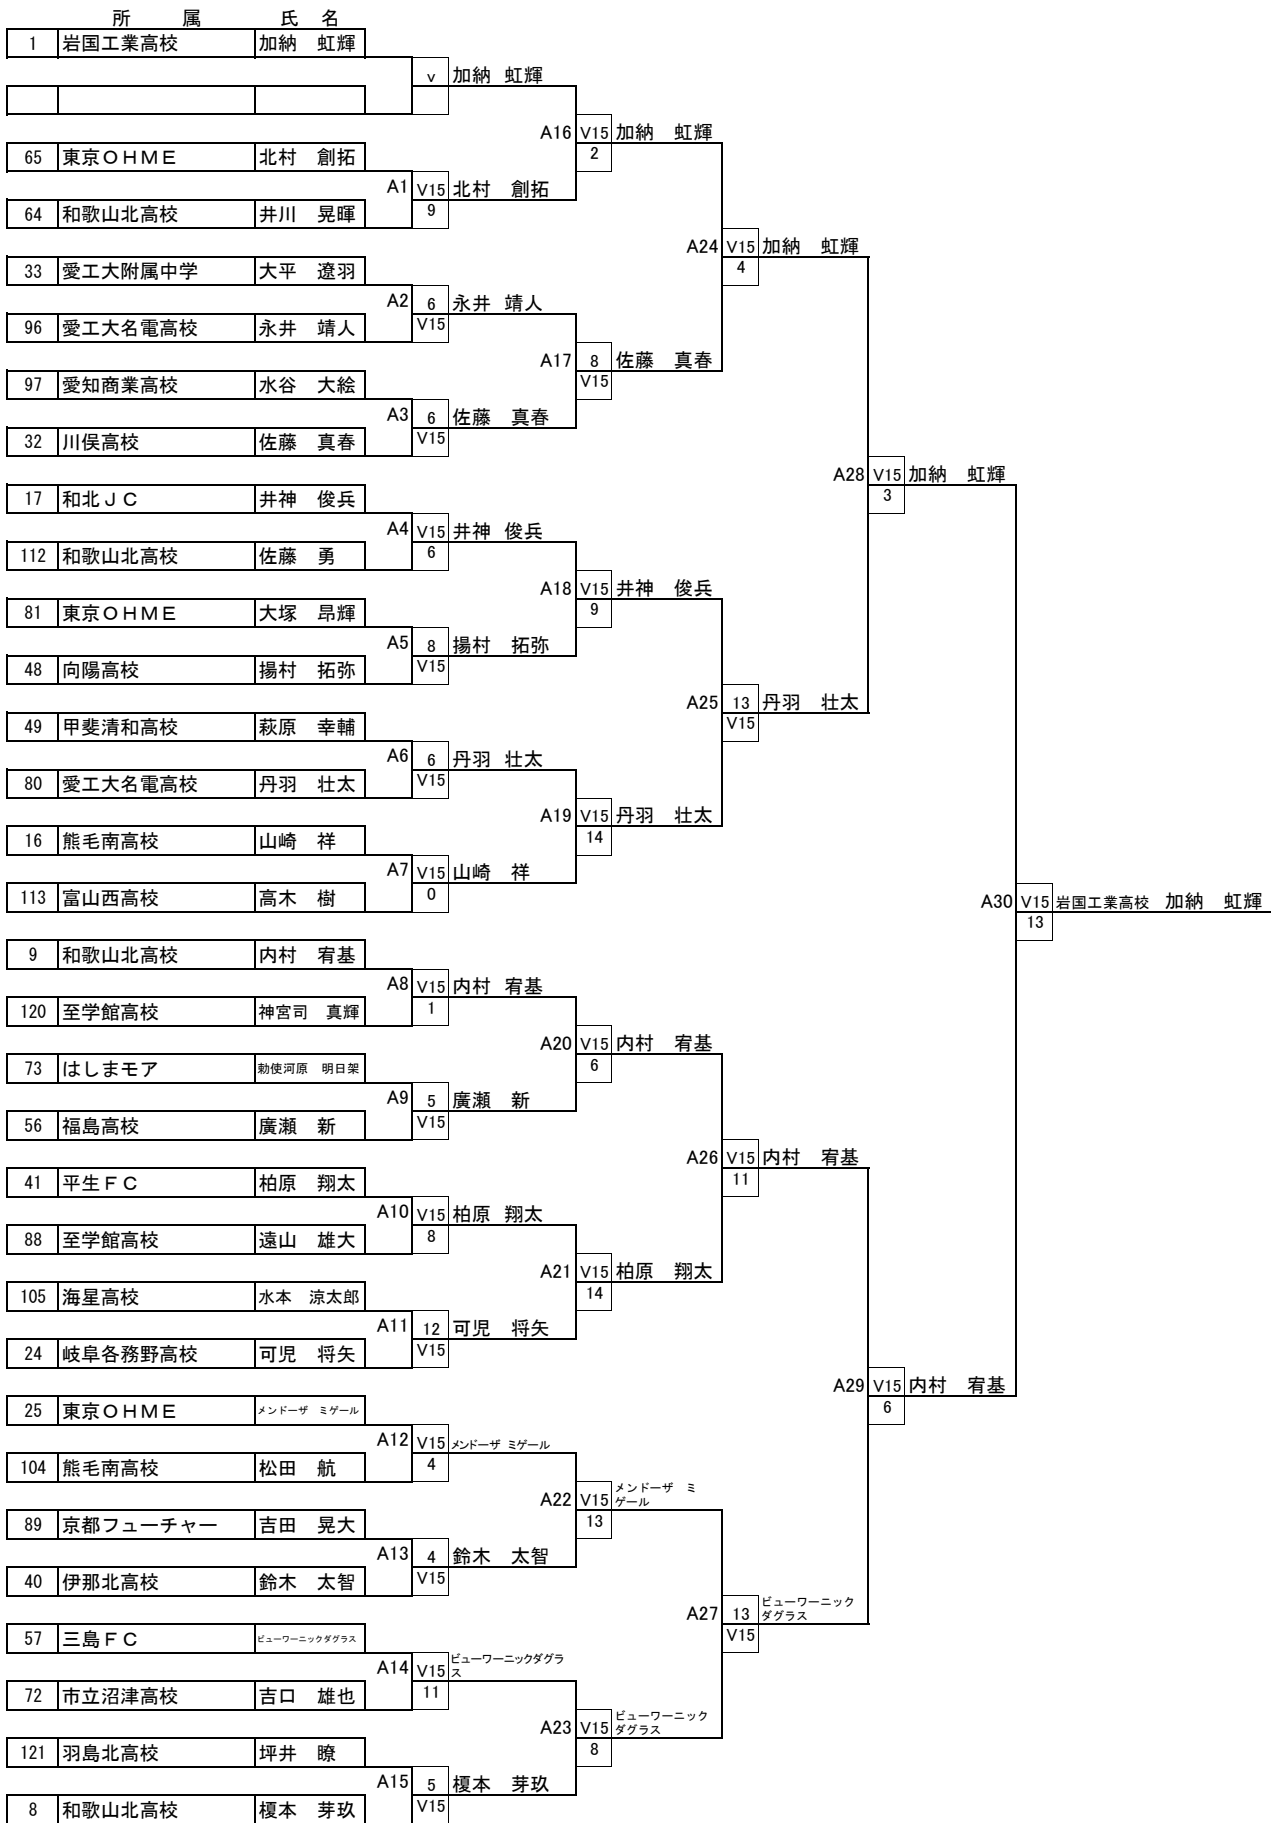 所　属　氏　名
1 岩国工業高校 加納　虹輝
v 加納　虹輝
A16 V15 加納　虹輝
2
65 東京ＯＨＭＥ 北村　創拓
A1 V15 北村　創拓
9
64 和歌山北高校 井川　晃暉
A24 V15 加納　虹輝
4
33 愛工大附属中学 大平　遼羽
A2 6 永井　靖人
V15
96 愛工大名電高校 永井　靖人
A17 8 佐藤　真春
V15
97 愛知商業高校 水谷　大絵
A3 6 佐藤　真春
V15
32 川俣高校 佐藤　真春
A28 V15 加納　虹輝
3
17 和北ＪＣ 井神　俊兵
A4 V15 井神　俊兵
6
112 和歌山北高校 佐藤　勇
A18 V15 井神　俊兵
9
81 東京ＯＨＭＥ 大塚　昂輝
A5 8 揚村　拓弥
V15
48 向陽高校 揚村　拓弥
A25 13 丹羽　壮太
V15
49 甲斐清和高校 萩原　幸輔
A6 6 丹羽　壮太
V15
80 愛工大名電高校 丹羽　壮太
A19 V15 丹羽　壮太
14
16 熊毛南高校 山崎　祥
A7 V15 山崎　祥
0
113 富山西高校 高木　樹
A30 V15 岩国工業高校　加納　虹輝
13
9 和歌山北高校 内村　宥基
A8 V15 内村　宥基
1
120 至学館高校 神宮司　真輝
A20 V15 内村　宥基
6
73 はしまモア 勅使河原　明日架
A9 5 廣瀬　新
V15
56 福島高校 廣瀬　新
A26 V15 内村　宥基
11
41 平生ＦＣ 柏原　翔太
A10 V15 柏原　翔太
8
88 至学館高校 遠山　雄大
A21 V15 柏原　翔太
14
105 海星高校 水本　涼太郎
A11 12 可児　将矢
V15
24 岐阜各務野高校 可児　将矢
A29 V15 内村　宥基
6
25 東京ＯＨＭＥ メンドーザ　ミゲール
A12 V15 メンドーザ　ミゲール
4
104 熊毛南高校 松田　航
A22 V15 メンドーザ　ミ
ゲール
13
89 京都フューチャー 吉田　晃大
A13 4 鈴木　太智
V15
40 伊那北高校 鈴木　太智
A27 13 ビューワーニック
ダグラス
V15
57 三島ＦＣ ビューワーニックダグラス
A14 V15 ビューワーニックダグラ
ス
11
72 市立沼津高校 吉口　雄也
A23 V15 ビューワーニック
ダグラス
8
121 羽島北高校 坪井　瞭
A15 5 榎本　芽玖
V15
8 和歌山北高校 榎本　芽玖